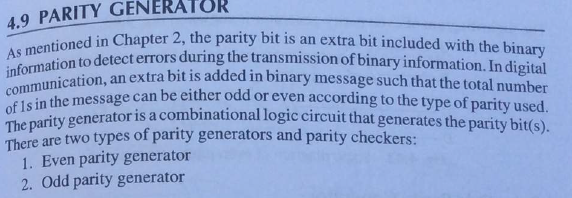 4.9 PARITY GENERATOR
As mentioned in Chapter 2, the parity bit is an extra bit included with the binary
information to detect errors during the transmission of binary information. In digital
communication, an extra bit is added in binary message such that the total number
of 1s in the message can be either odd or even according to the type of parity used.
The parity generator is a combinational logic circuit that generates the parity bit(s).
There are two types of parity generators and parity checkers:
1. Even parity generator
2. Odd parity generator